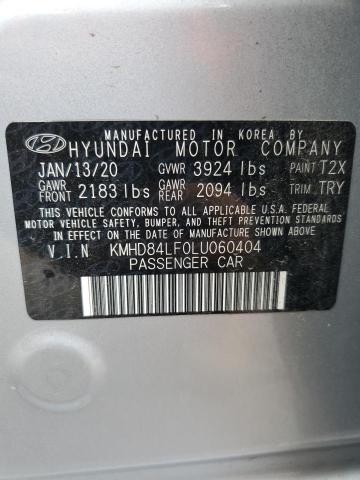 MANUFACTURED IN KOREA BY
HYUNDAI MOTOR COMPANY
JAN/13/20 GVWR 3924 lbs PAINT T2X
GAWR FRONT 2183 lbs GAWR REAR 2094 lbs TRIM TRY
THIS VEHICLE CONFORMS TO ALL APPLICABLE U.S.A FEDERAL
MOTOR VEHICLE SAFETY, BUMPER, AND THEFT PREVENTION STANDARDS
IN EFFECT ON THE DATE OF MANUFACTURE SHOWN ABOVE.
V.I.N KMHD84LF0LU060404
PASSENGER CAR